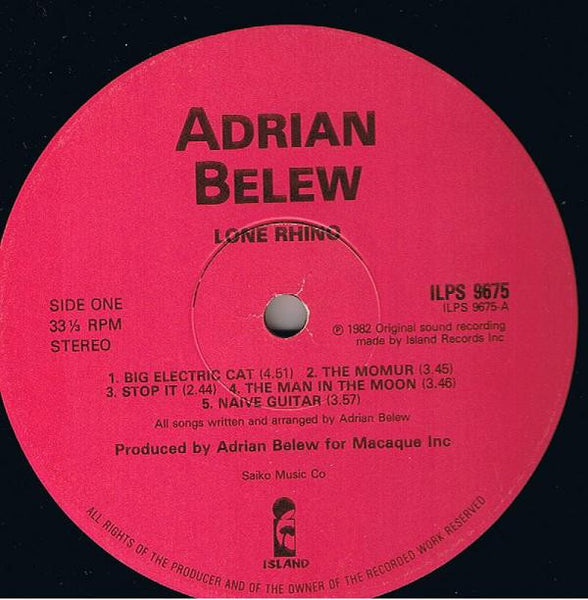 ADRIAN
BELEW
LONE RHINO
SIDE ONE
33⅓ RPM
STEREO
ILPS 9675
ILPS 9675-A
℗ 1982 Original sound recording
made by Island Records Inc
1. BIG ELECTRIC CAT (4.51) 2. THE MOMUR (3.45)
3. STOP IT (2.44) 4. THE MAN IN THE MOON (3.46)
5. NAIVE GUITAR (3.57)
All songs written and arranged by Adrian Belew
Produced by Adrian Belew for Macaque Inc
Saiko Music Co
ISLAND
ALL RIGHTS OF THE PRODUCER AND OF THE OWNER OF THE RECORDED WORK RESERVED